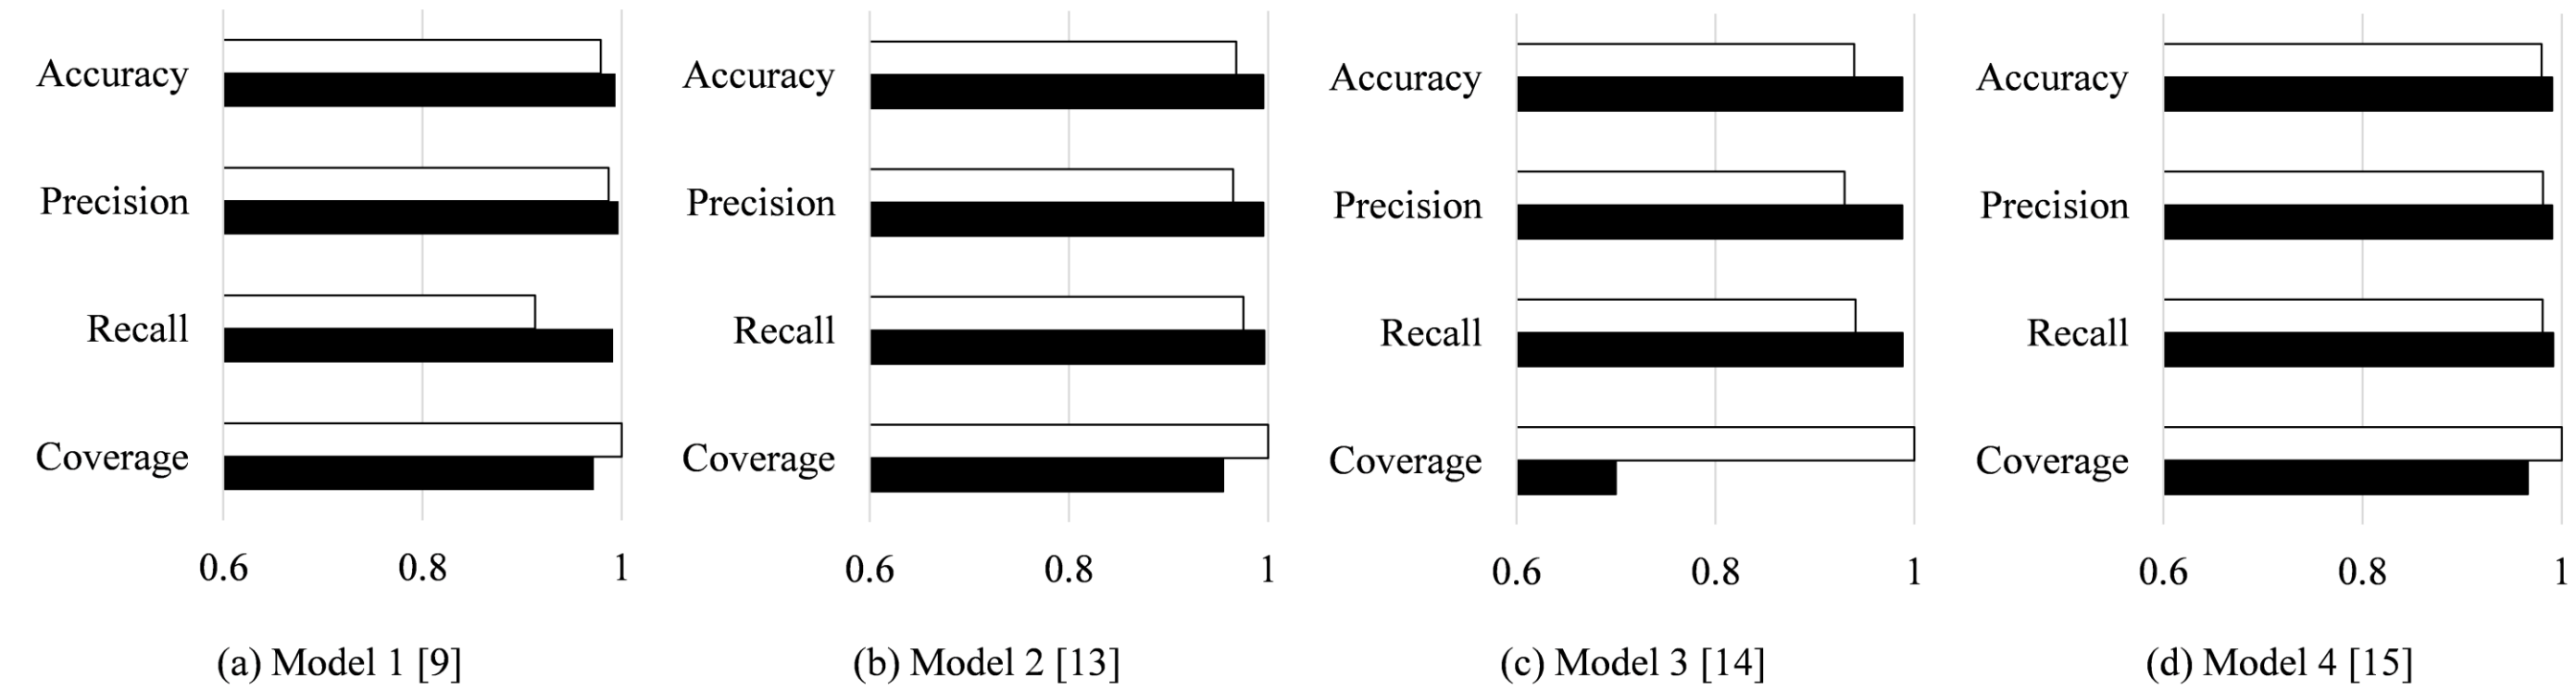 Accuracy
Precision
Recall
Coverage
0.6 0.8 1
(a) Model 1 [9]
Accuracy
Precision
Recall
Coverage
0.6 0.8 1
(b) Model 2 [13]
Accuracy
Precision
Recall
Coverage
0.6 0.8 1
(c) Model 3 [14]
Accuracy
Precision
Recall
Coverage
0.6 0.8 1
(d) Model 4 [15]